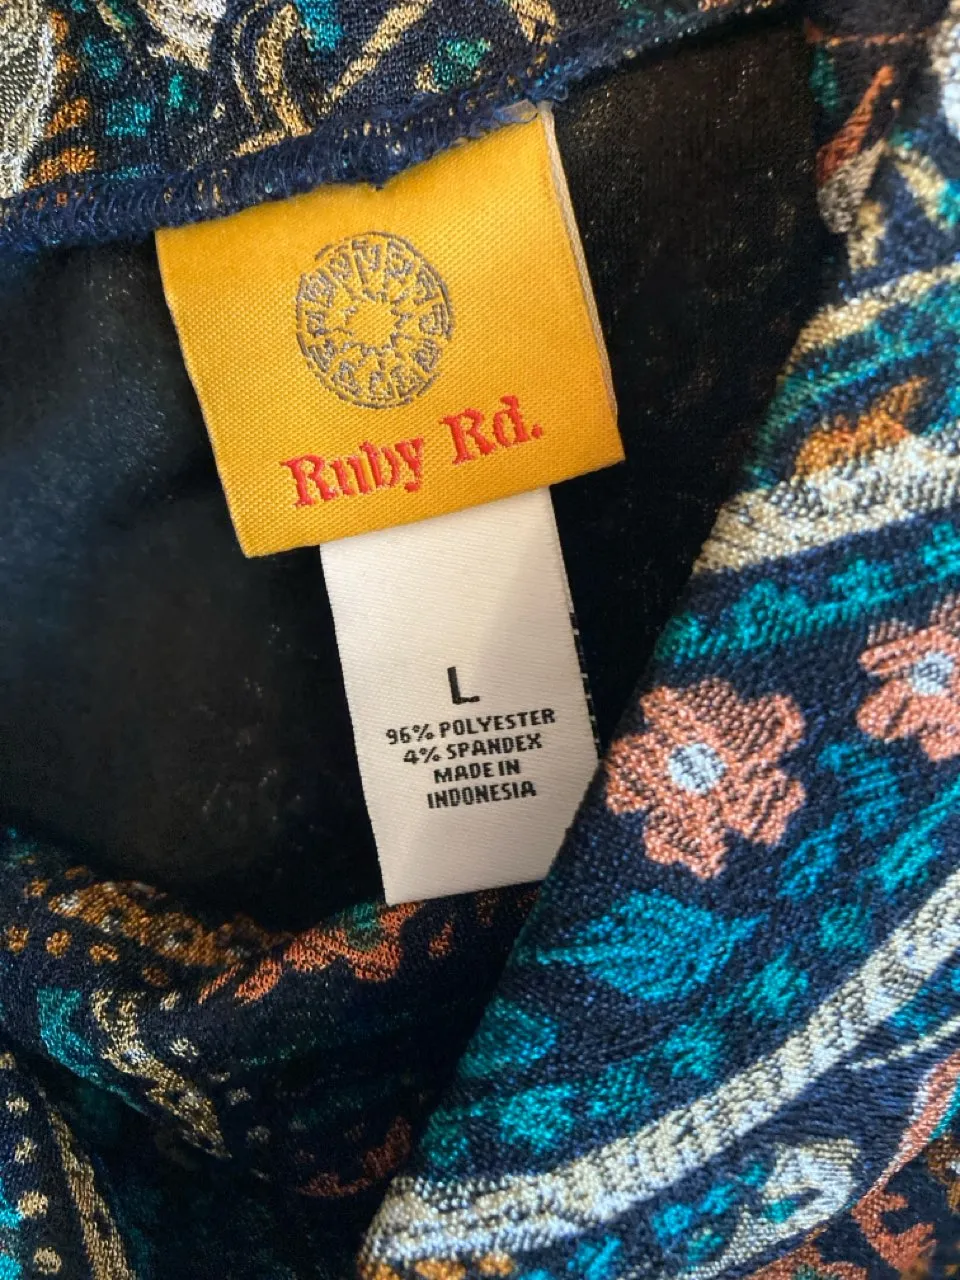 Ruby Rd.
L
96% POLYESTER
4% SPANDEX
MADE IN
INDONESIA